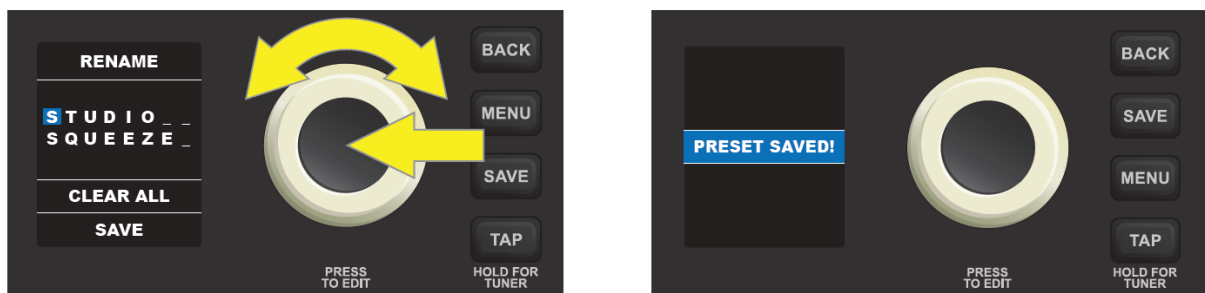 RENAME
STUDIO_ _
SQUEEZE_
CLEAR ALL
SAVE
PRESS
TO EDIT
BACK
MENU
SAVE
TAP
HOLD FOR
TUNER
PRESET SAVED!
PRESS
TO EDIT
BACK
SAVE
MENU
TAP
HOLD FOR
TUNER